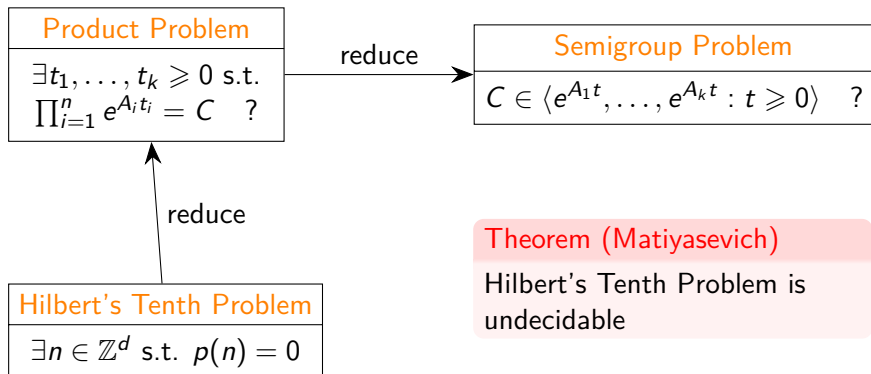 Product Problem
∃t₁, . . . , tₖ ⩾ 0 s.t.
∏ⁿᵢ₌₁ e^{Aᵢtᵢ} = C ?
reduce
Semigroup Problem
C ∈ ⟨e^{A₁t}, . . . , e^{Aₖt} : t ⩾ 0⟩ ?
reduce
Theorem (Matiyasevich)
Hilbert's Tenth Problem is
undecidable
Hilbert's Tenth Problem
∃n ∈ ℤᵈ s.t. p(n) = 0